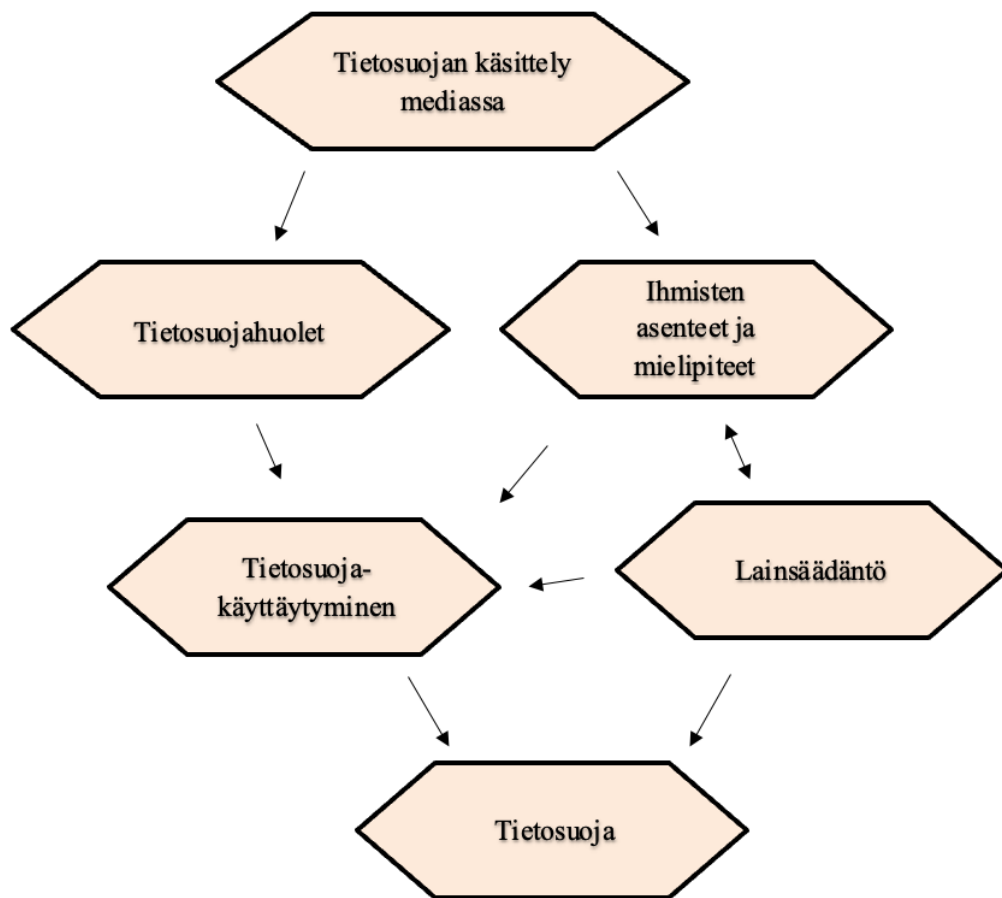 Tietosuojan käsittely
mediassa
Tietosuojahuolet
Ihmisten
asenteet ja
mielipiteet
Tietosuoja-
käyttäytyminen
Lainsäädäntö
Tietosuoja